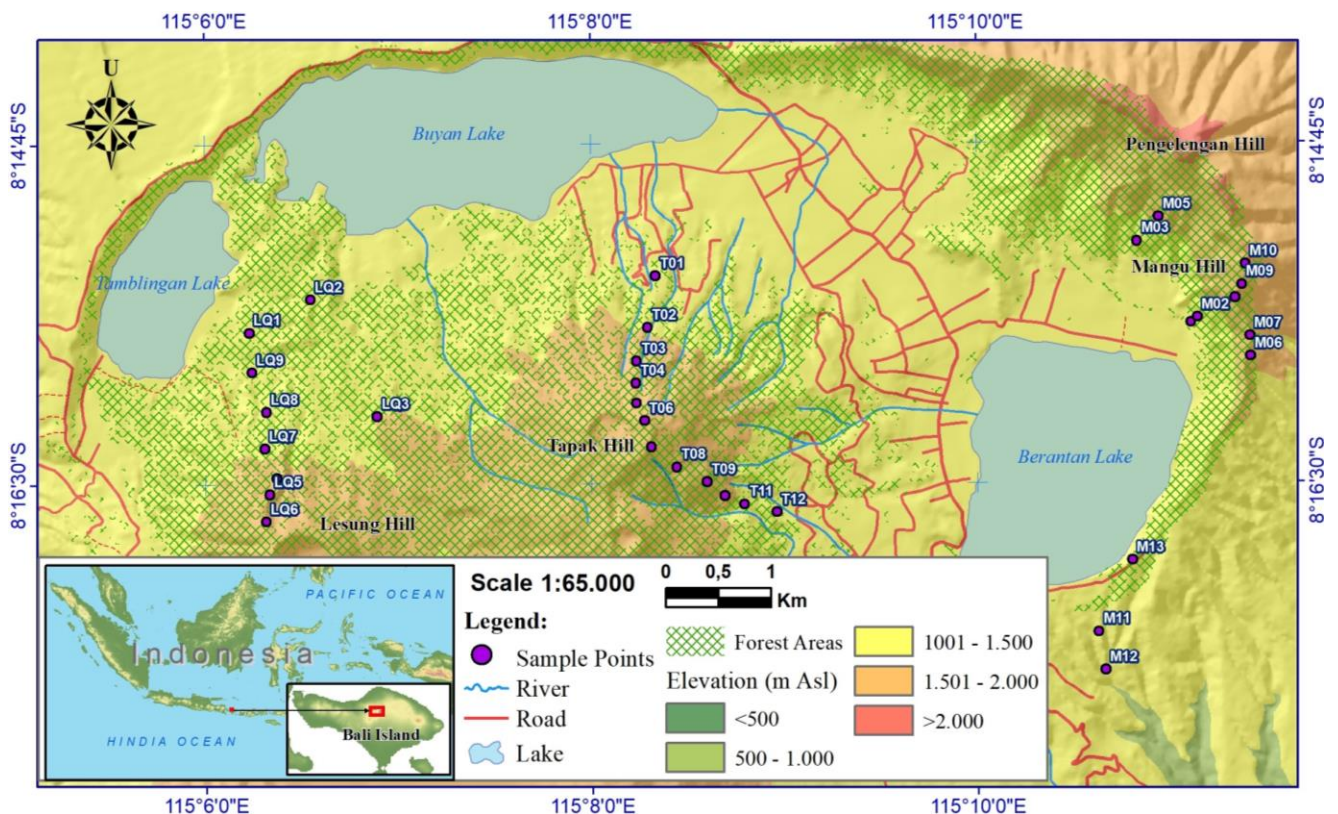 115°6'0"E 115°8'0"E 115°10'0"E
U
Buyan Lake
8°14'45"S
8°14'45"S
Pengelengan Hill
Tamblingan Lake
M05
M03
M10
Mangu Hill
M09
T01
LQ2
M02
T02
LQ1
M07
M06
T03
LQ9
T04
LQ3
LQ8
T06
Tapak Hill
LQ7
Berantan Lake
T08
T09
8°16'30"S
8°16'30"S
LQ5
T11
T12
LQ6
Lesung Hill
M13
M11
M12
Scale 1:65.000
0 0,5 1
Km
Legend:
Sample Points
River
Road
Lake
Forest Areas
Elevation (m Asl)
<500
500 - 1.000
1001 - 1.500
1.501 - 2.000
>2.000
PACIFIC OCEAN
Indonesia
HINDIA OCEAN
Bali Island
115°6'0"E 115°8'0"E 115°10'0"E